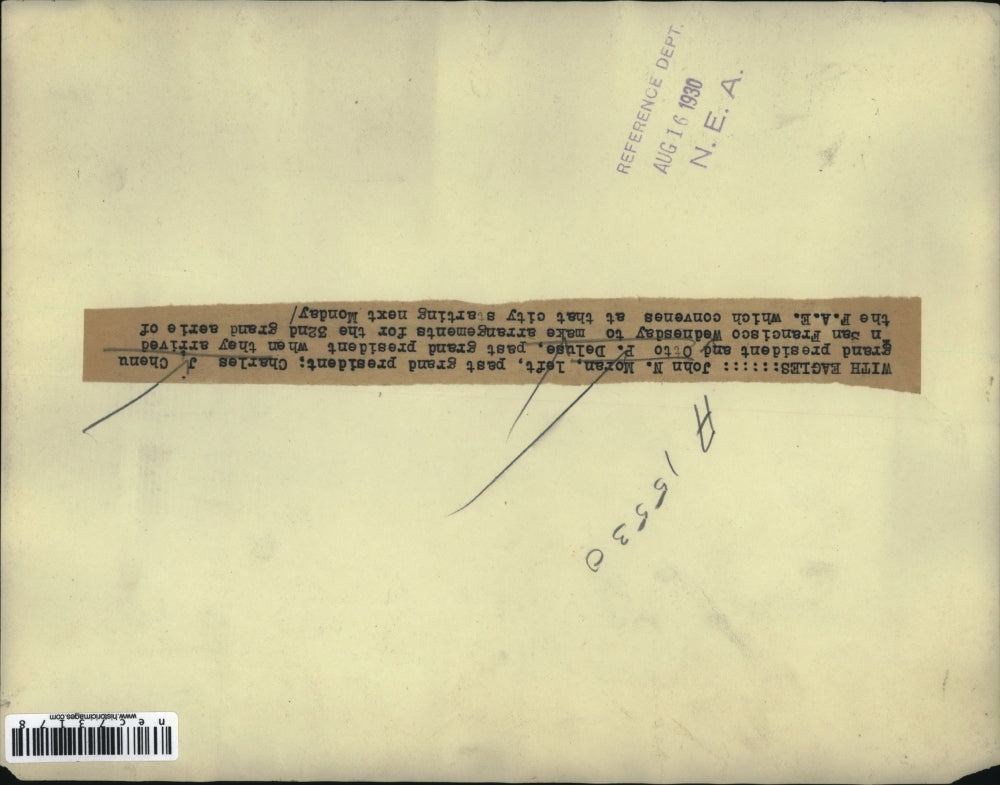 REFERENCE DEPT.
AUG 16 1930
N. E. A.
WITH EAGLES:::::: John N. Moran, left, past grand president; Charles J. Chenu
grand president and Otto P. Deluse, past grand president when they arrived
n San Francisco Wednesday to make arrangements for the 32nd grand aerie of
the F.A.E. which convenes at that city starting next Monday/
A 15530
www.historicimages.com
nec73178